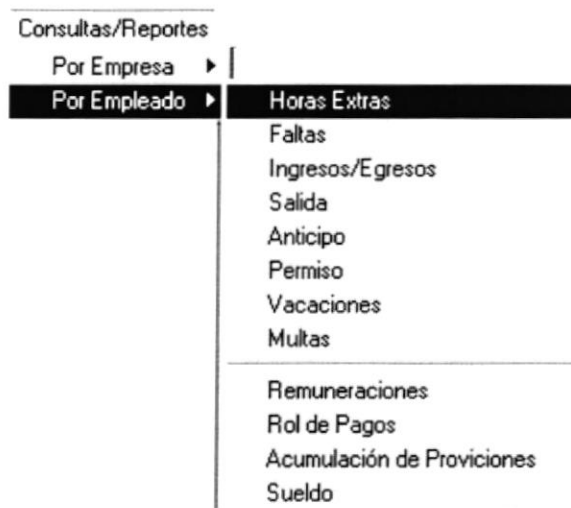 Consultas/Reportes
Por Empresa
Por Empleado
Horas Extras
Faltas
Ingresos/Egresos
Salida
Anticipo
Permiso
Vacaciones
Multas
Remuneraciones
Rol de Pagos
Acumulación de Proviciones
Sueldo